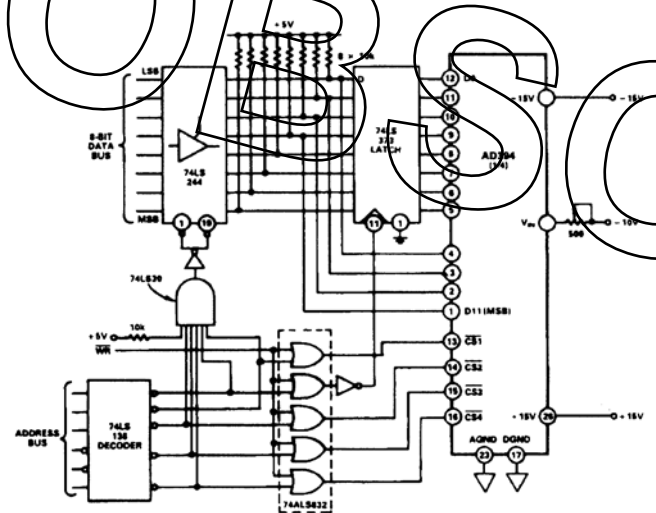 OBSO
+5V
8 × 10k
LSB
8-BIT
DATA
BUS
MSB
74LS
244
1
19
74LS
373
LATCH
11
1
12
11
10
9
8
7
6
5
4
3
2
1
D11 (MSB)
AD394
(1/4)
-15V
-15V
500
-10V
74LS30
+5V
10k
WR
13
CS1
14
CS2
15
CS3
16
CS4
+15V
+15V
AGND
DGND
23
17
ADDRESS
BUS
74LS
138
DECODER
74ALS832